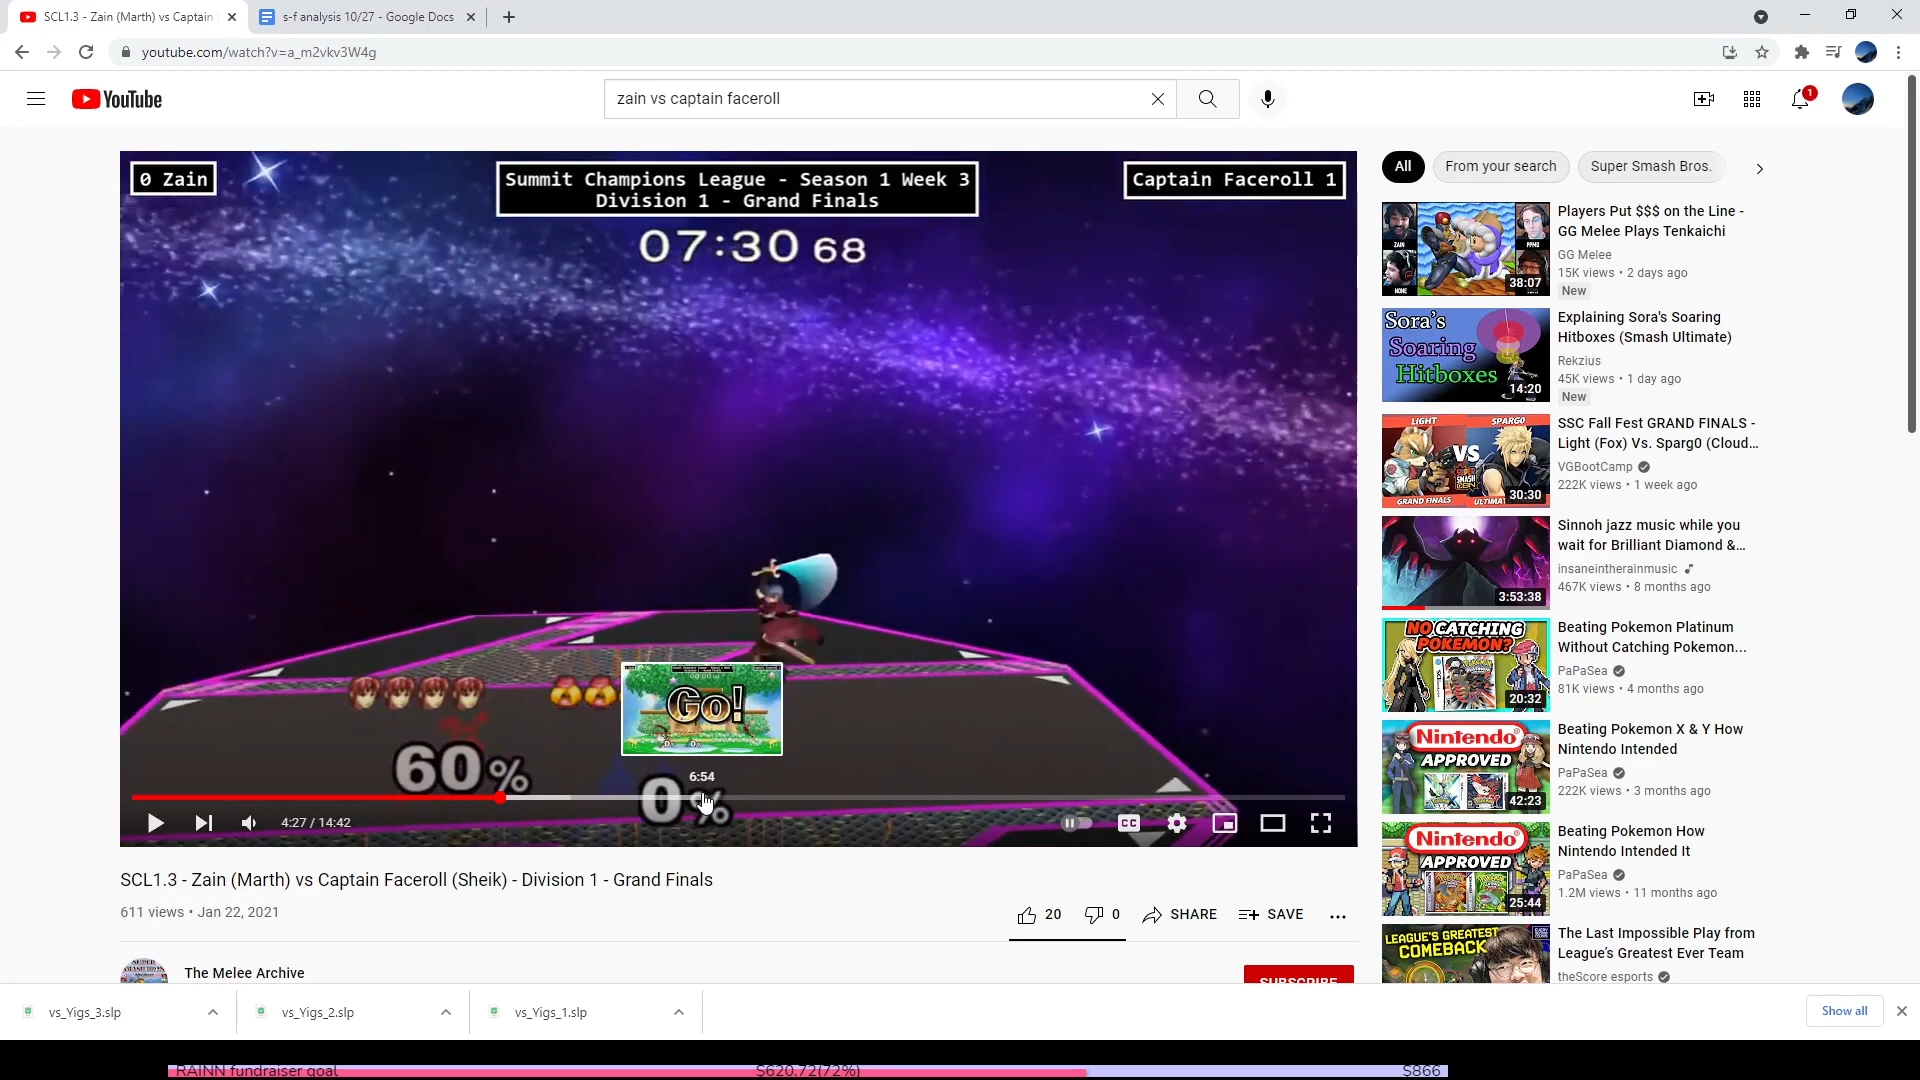 SCL1.3 - Zain (Marth) vs Captain
s-f analysis 10/27 - Google Docs
youtube.com/watch?v=a_m2vkv3W4g
YouTube
zain vs captain faceroll
1
0 Zain
Summit Champions League - Season 1 Week 3
Division 1 - Grand Finals
Captain Faceroll 1
07:30 68
Go!
60%
0%
6:54
4:27 / 14:42
CC
SCL1.3 - Zain (Marth) vs Captain Faceroll (Sheik) - Division 1 - Grand Finals
611 views • Jan 22, 2021
20
0
SHARE
SAVE
The Melee Archive
SUBSCRIBE
All
From your search
Super Smash Bros.
ZAIN
PPMD
NONE
38:07
Players Put $$$ on the Line -
GG Melee Plays Tenkaichi
GG Melee
15K views • 2 days ago
New
Sora's
Soaring
Hitboxes
14:20
Explaining Sora's Soaring
Hitboxes (Smash Ultimate)
Rekzius
45K views • 1 day ago
New
LIGHT
SPARG0
VS
GRAND FINALS
ULTIMA
30:30
SSC Fall Fest GRAND FINALS -
Light (Fox) Vs. Sparg0 (Cloud...
VGBootCamp
222K views • 1 week ago
3:53:38
Sinnoh jazz music while you
wait for Brilliant Diamond &...
insaneintherainmusic
467K views • 8 months ago
NO CATCHING
POKEMON?
20:32
Beating Pokemon Platinum
Without Catching Pokemon...
PaPaSea
81K views • 4 months ago
Nintendo
APPROVED
42:23
Beating Pokemon X & Y How
Nintendo Intended
PaPaSea
222K views • 3 months ago
Nintendo
APPROVED
25:44
Beating Pokemon How
Nintendo Intended It
PaPaSea
1.2M views • 11 months ago
LEAGUE'S GREATEST
COMEBACK
The Last Impossible Play from
League's Greatest Ever Team
theScore esports
vs_Yigs_3.slp
vs_Yigs_2.slp
vs_Yigs_1.slp
Show all
RAINN fundraiser goal
$620.72(72%)
$866